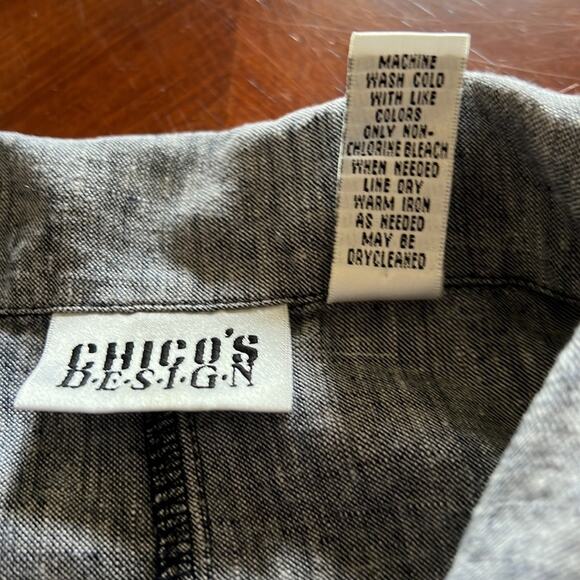 MACHINE
WASH COLD
WITH LIKE
COLORS
ONLY NON-
CHLORINE BLEACH
WHEN NEEDED
LINE DRY
WARM IRON
AS NEEDED
MAY BE
DRYCLEANED
CHICO'S
D·E·S·I·G·N